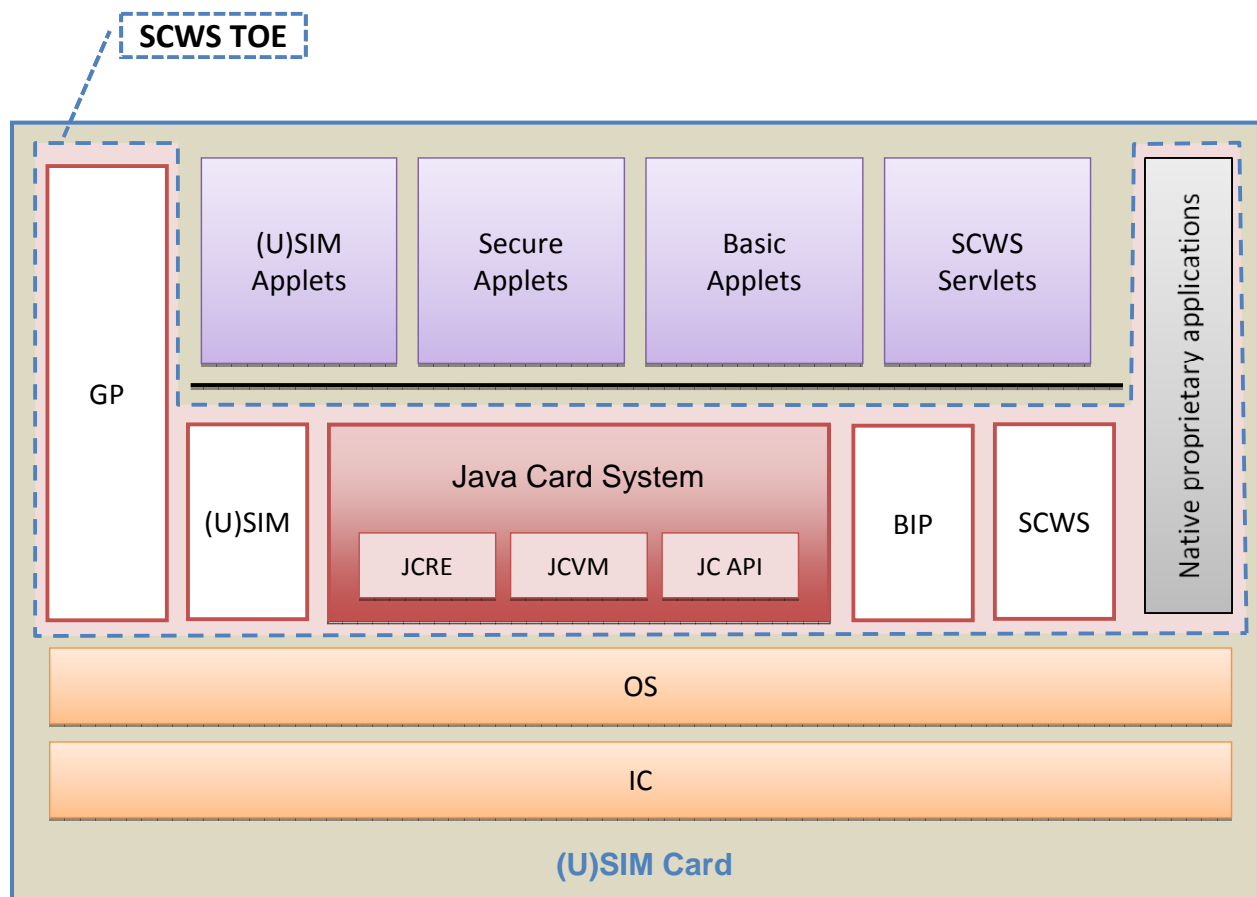 SCWS TOE
(U)SIM
Applets
Secure
Applets
Basic
Applets
SCWS
Servlets
Native proprietary applications
GP
(U)SIM
Java Card System
JCRE
JCVM
JC API
BIP
SCWS
OS
IC
(U)SIM Card